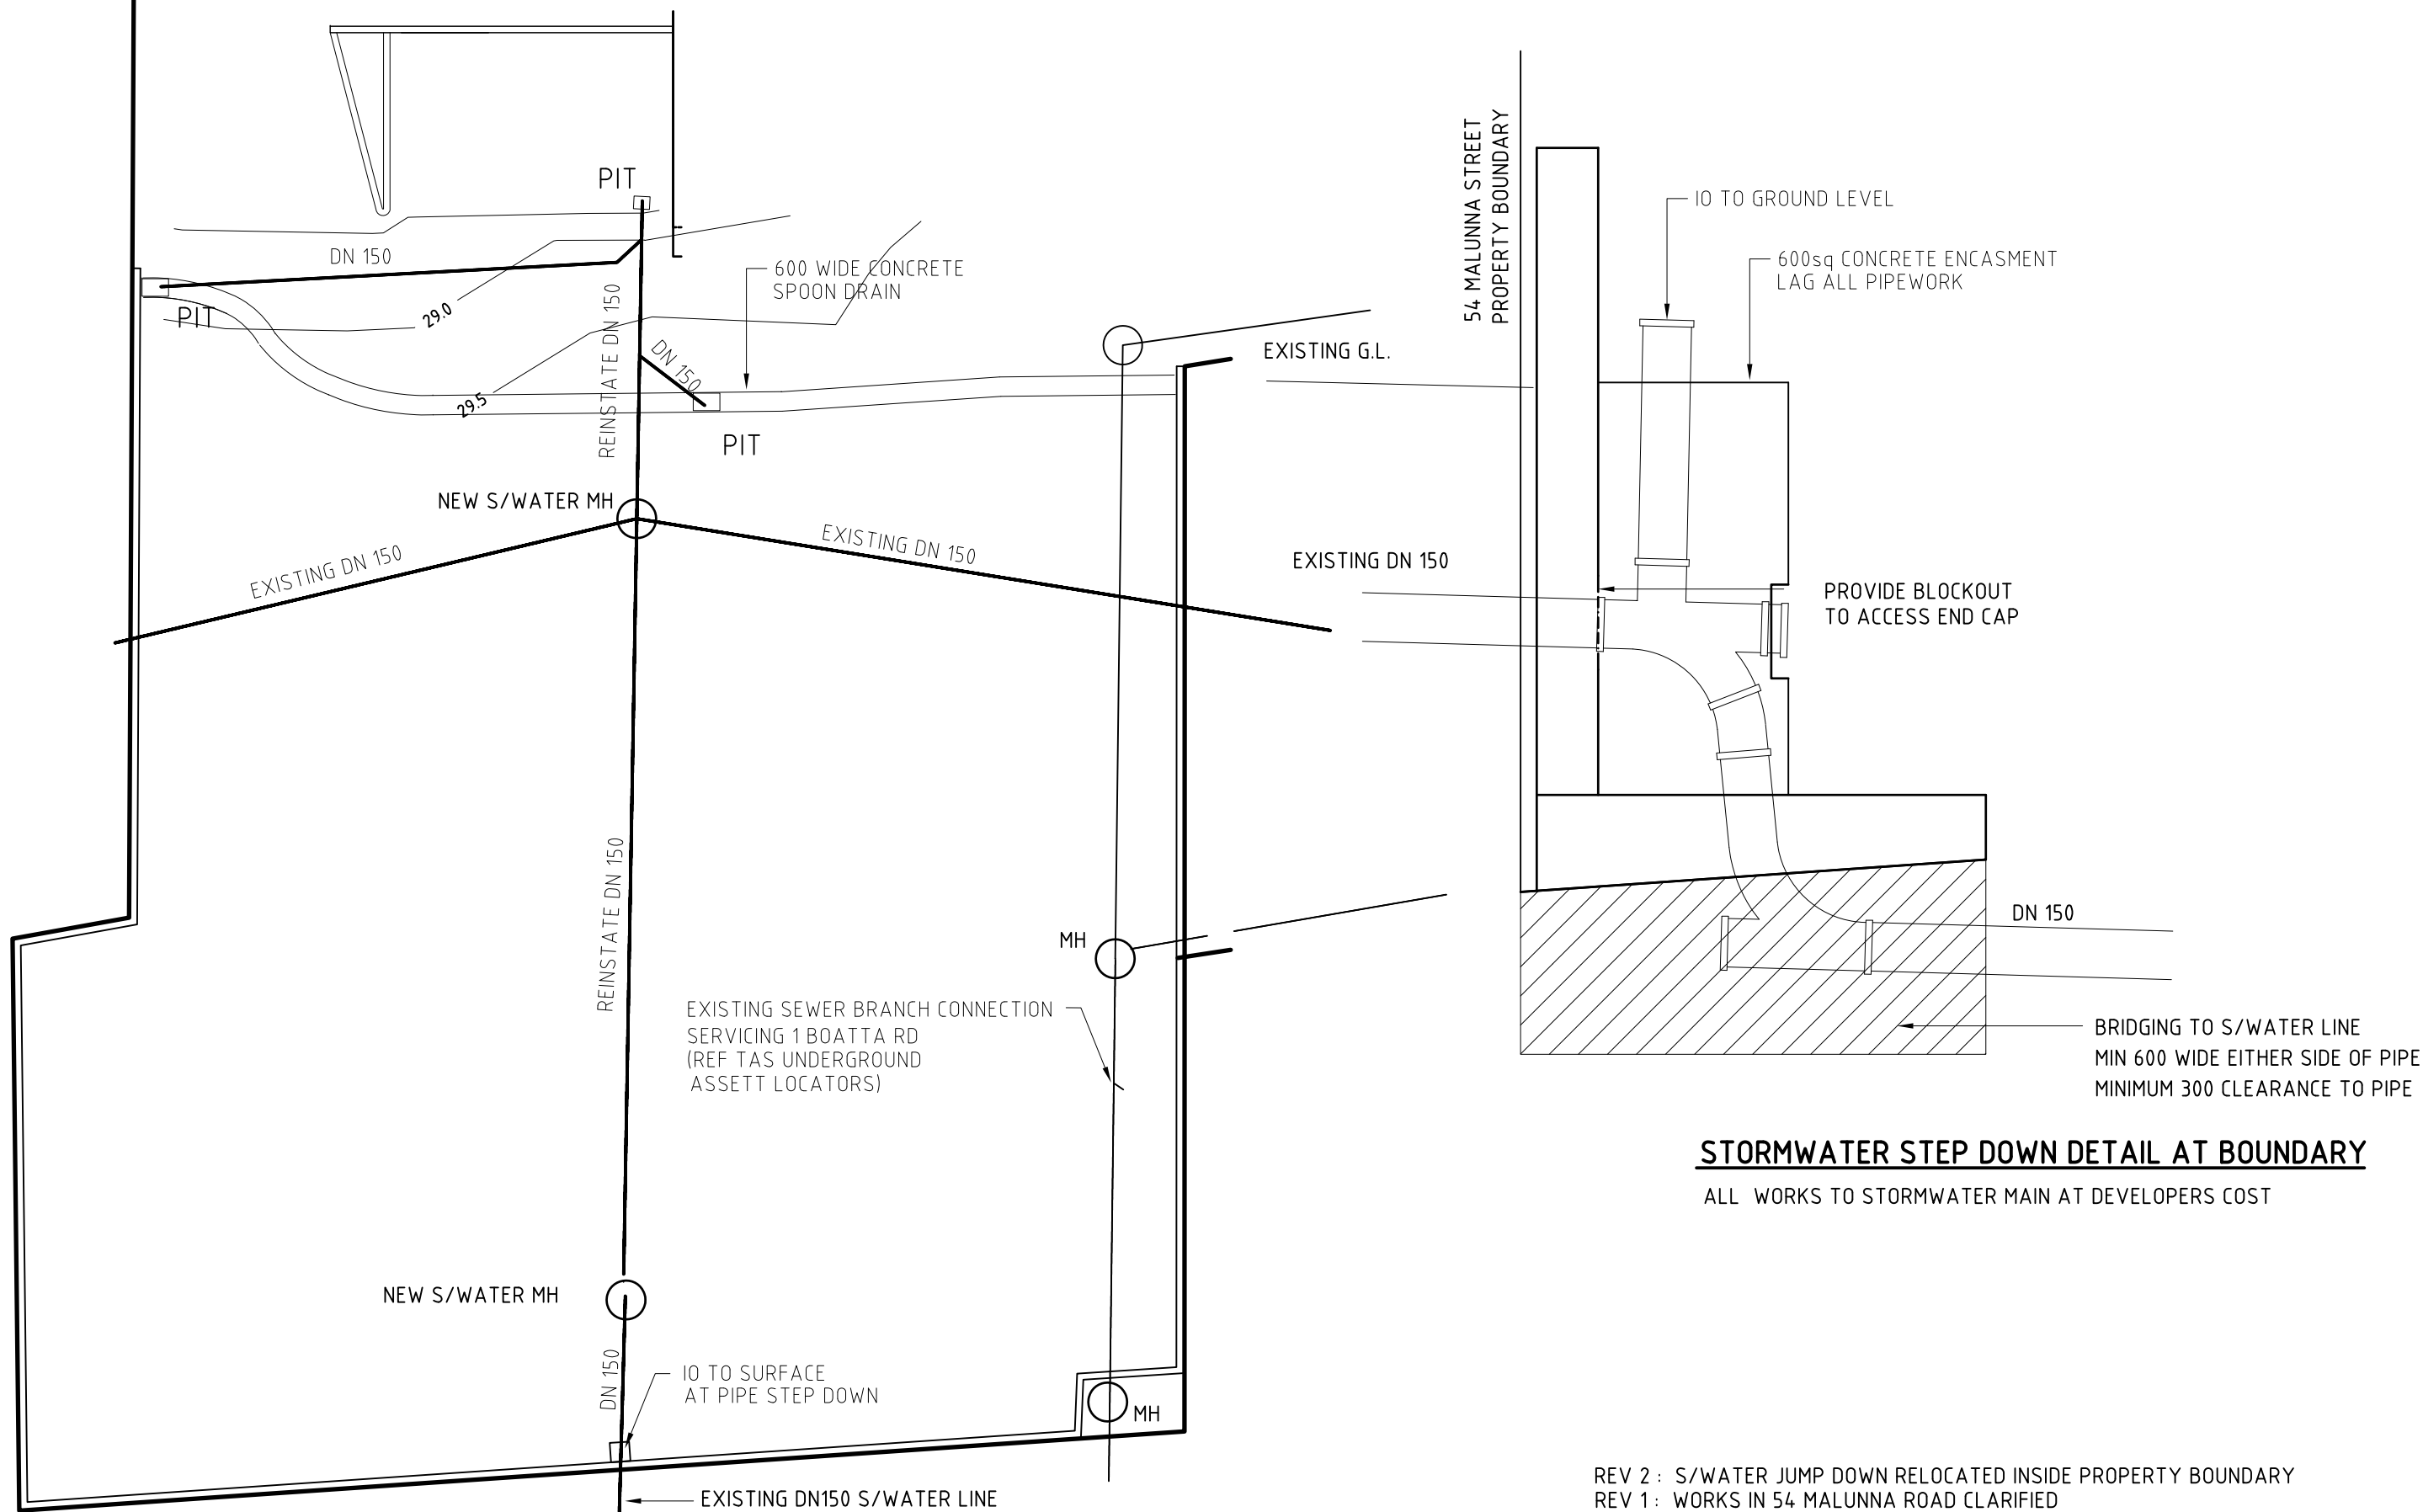 PIT
DN 150
PIT
29.0
600 WIDE CONCRETE
SPOON DRAIN
REINSTATE DN 150
DN 150
29.5
PIT
NEW S/WATER MH
EXISTING DN 150
EXISTING DN 150
REINSTATE DN 150
MH
EXISTING SEWER BRANCH CONNECTION
SERVICING 1 BOATTA RD
(REF TAS UNDERGROUND
ASSETT LOCATORS)
NEW S/WATER MH
DN 150
IO TO SURFACE
AT PIPE STEP DOWN
MH
EXISTING DN150 S/WATER LINE
54 MALUNNA STREET
PROPERTY BOUNDARY
IO TO GROUND LEVEL
600sq CONCRETE ENCASMENT
LAG ALL PIPEWORK
EXISTING G.L.
EXISTING DN 150
PROVIDE BLOCKOUT
TO ACCESS END CAP
DN 150
BRIDGING TO S/WATER LINE
MIN 600 WIDE EITHER SIDE OF PIPE
MINIMUM 300 CLEARANCE TO PIPE
STORMWATER STEP DOWN DETAIL AT BOUNDARY
ALL WORKS TO STORMWATER MAIN AT DEVELOPERS COST
REV 2 : S/WATER JUMP DOWN RELOCATED INSIDE PROPERTY BOUNDARY
REV 1 : WORKS IN 54 MALUNNA ROAD CLARIFIED